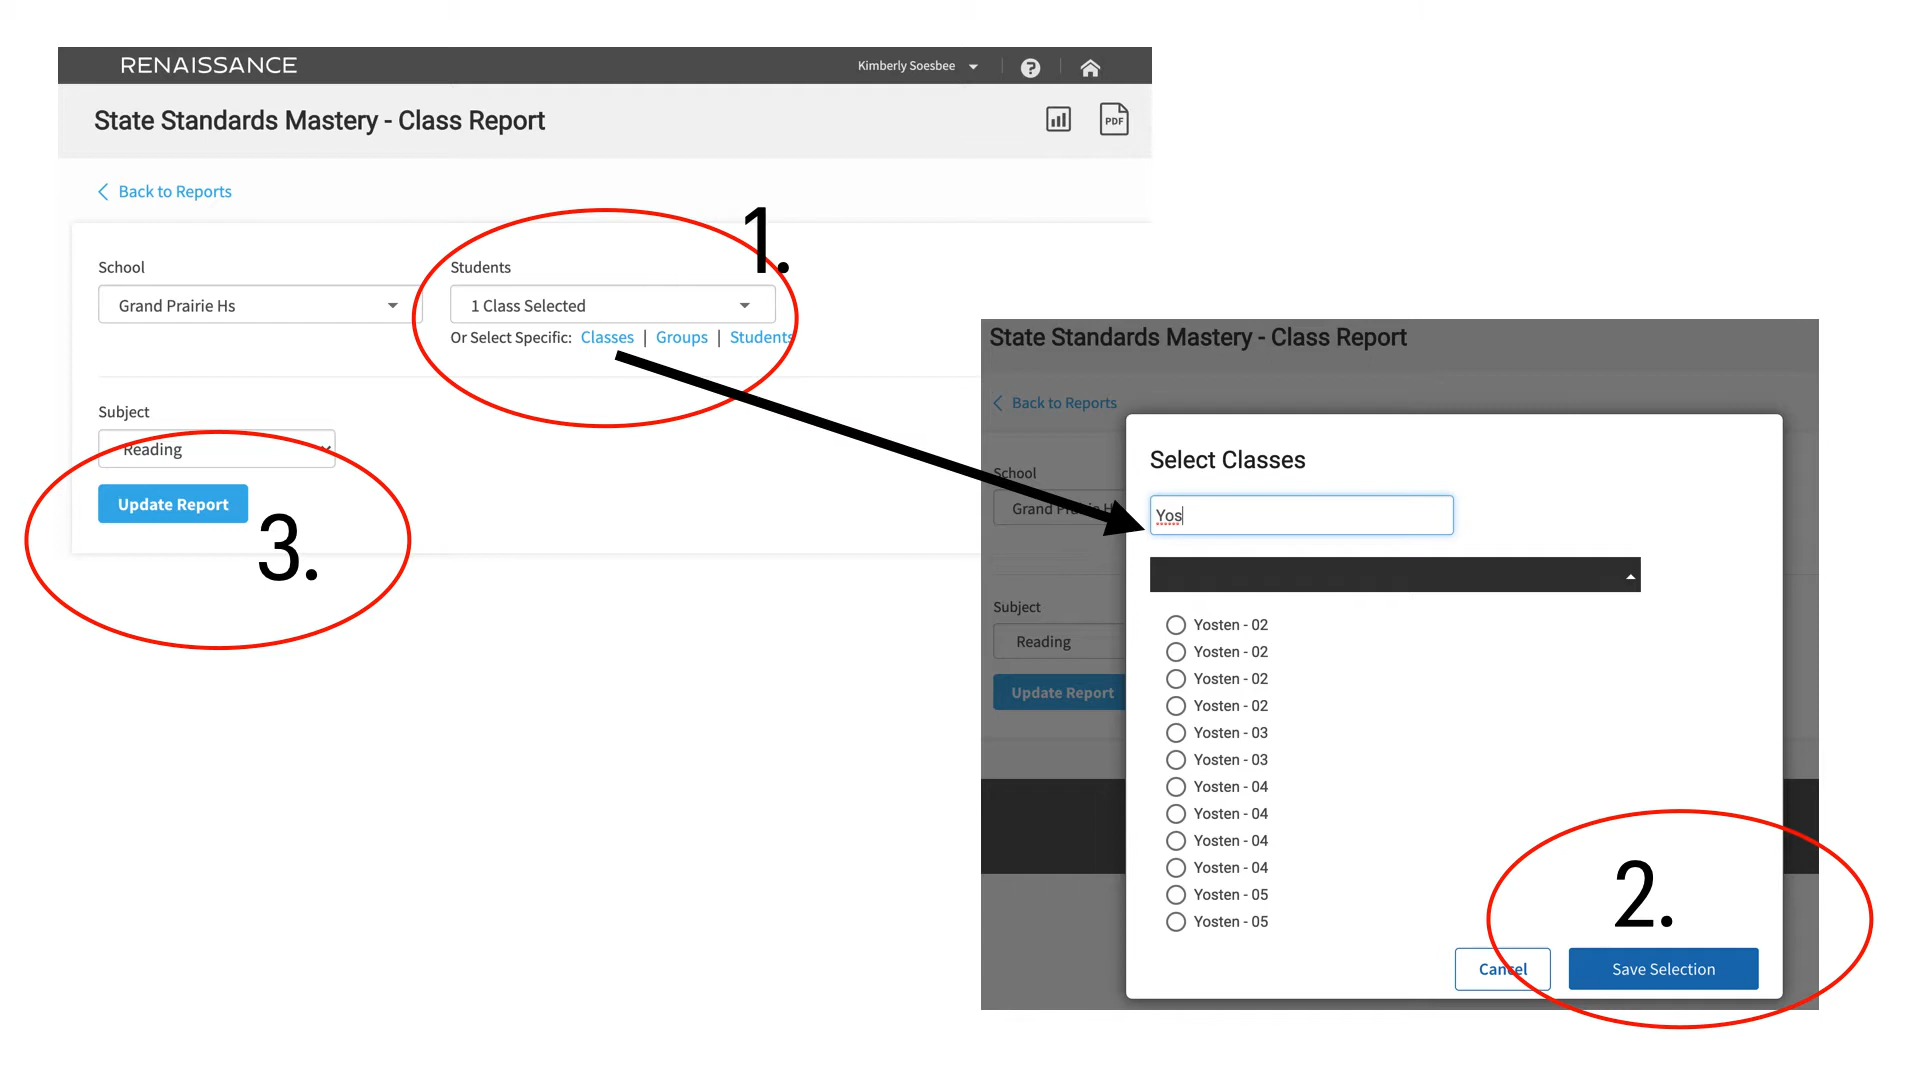 RENAISSANCE
Kimberly Soesbee
?
State Standards Mastery - Class Report
PDF
Back to Reports
1.
School
Students
Grand Prairie Hs
1 Class Selected
Or Select Specific: Classes | Groups | Students
Subject
Reading
Update Report
3.
State Standards Mastery - Class Report
Back to Reports
School
Grand Prairie H
Subject
Reading
Update Report
Select Classes
Yos
Yosten - 02
Yosten - 02
Yosten - 02
Yosten - 02
Yosten - 03
Yosten - 03
Yosten - 04
Yosten - 04
Yosten - 04
Yosten - 04
Yosten - 05
Yosten - 05
2.
Cancel
Save Selection